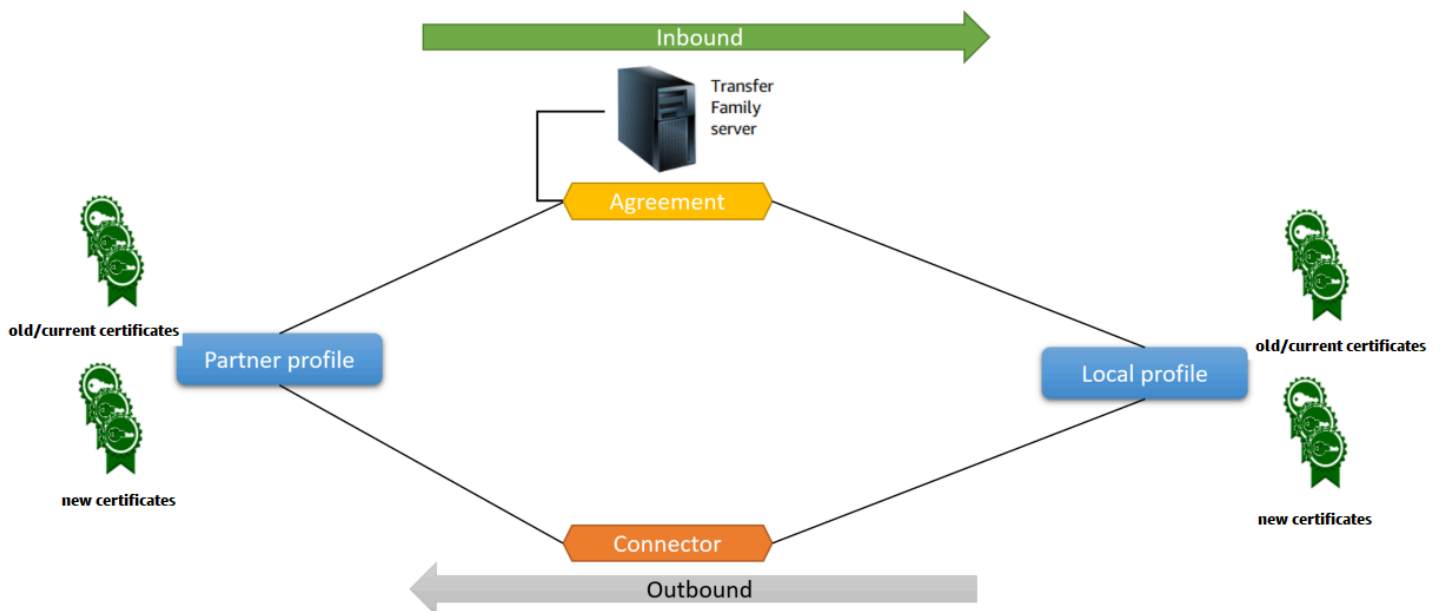 Inbound
Transfer
Family
server
Agreement
old/current certificates
Partner profile
old/current certificates
Local profile
new certificates
new certificates
Connector
Outbound